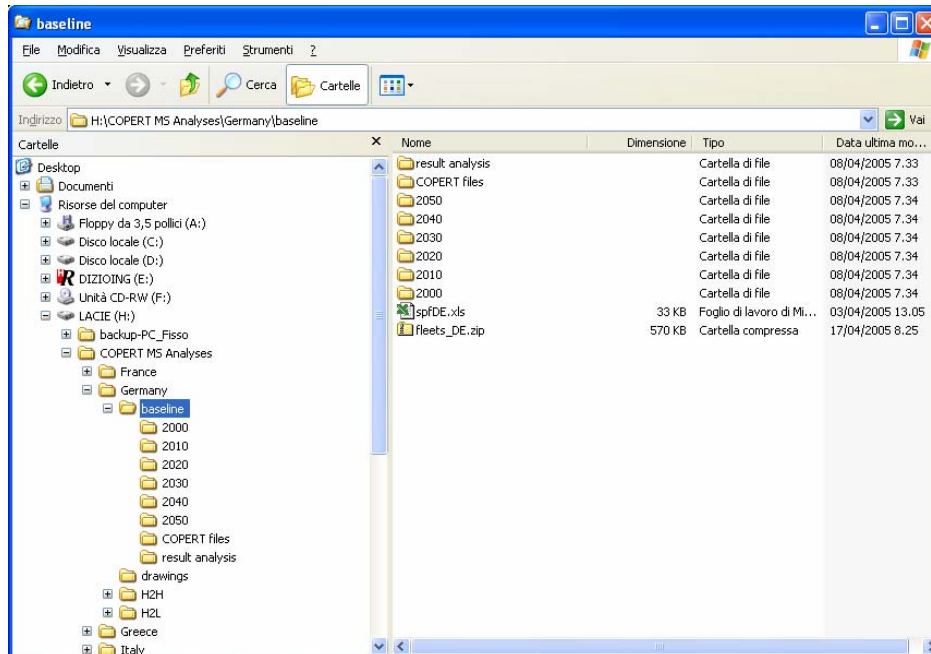 baseline
File Modifica Visualizza Preferiti Strumenti ?
Indietro Cerca Cartelle
Indirizzo H:\COPERT MS Analyses\Germany\baseline Vai
Cartelle x
Desktop
Documenti
Risorse del computer
Floppy da 3,5 pollici (A:)
Disco locale (C:)
Disco locale (D:)
DIZIOING (E:)
Unità CD-RW (F:)
LACIE (H:)
backup-PC_Fisso
COPERT MS Analyses
France
Germany
baseline
2000
2010
2020
2030
2040
2050
COPERT files
result analysis
drawings
H2H
H2L
Greece
Italy
Nome Dimensione Tipo Data ultima mo...
result analysis Cartella di file 08/04/2005 7.33
COPERT files Cartella di file 08/04/2005 7.33
2050 Cartella di file 08/04/2005 7.34
2040 Cartella di file 08/04/2005 7.34
2030 Cartella di file 08/04/2005 7.34
2020 Cartella di file 08/04/2005 7.34
2010 Cartella di file 08/04/2005 7.34
2000 Cartella di file 08/04/2005 7.34
spfDE.xls 33 KB Foglio di lavoro di Mi... 03/04/2005 13.05
fleets_DE.zip 570 KB Cartella compressa 17/04/2005 8.25